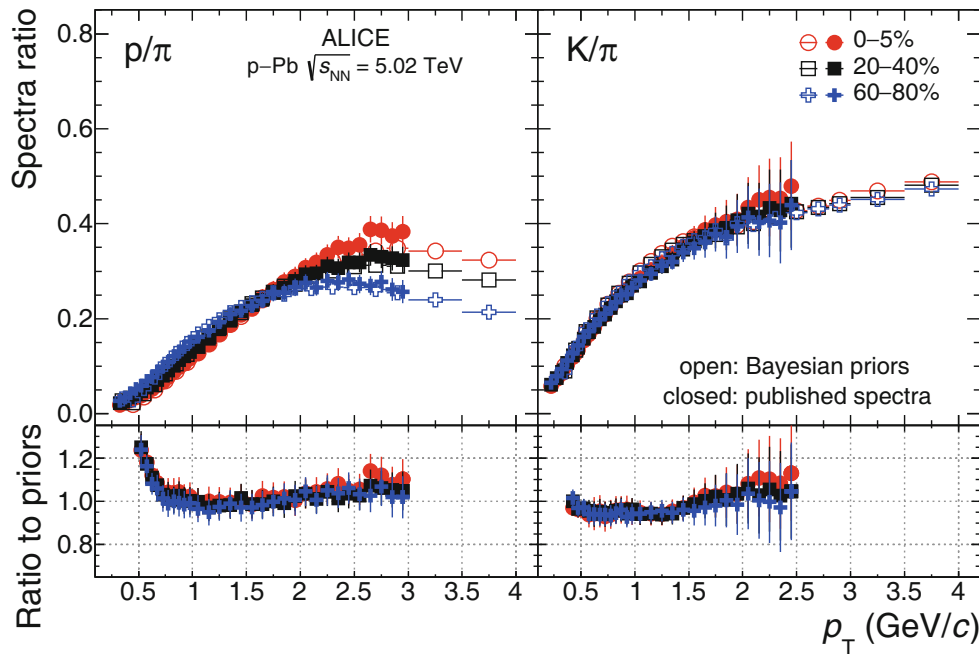 Spectra ratio
0.8
0.6
0.4
0.2
0.0
p/π
ALICE
p−Pb √sNN = 5.02 TeV
K/π
0−5%
20−40%
60−80%
open: Bayesian priors
closed: published spectra
Ratio to priors
1.2
1.0
0.8
0.5 1 1.5 2 2.5 3 3.5 4
0.5 1 1.5 2 2.5 3 3.5 4
pT (GeV/c)